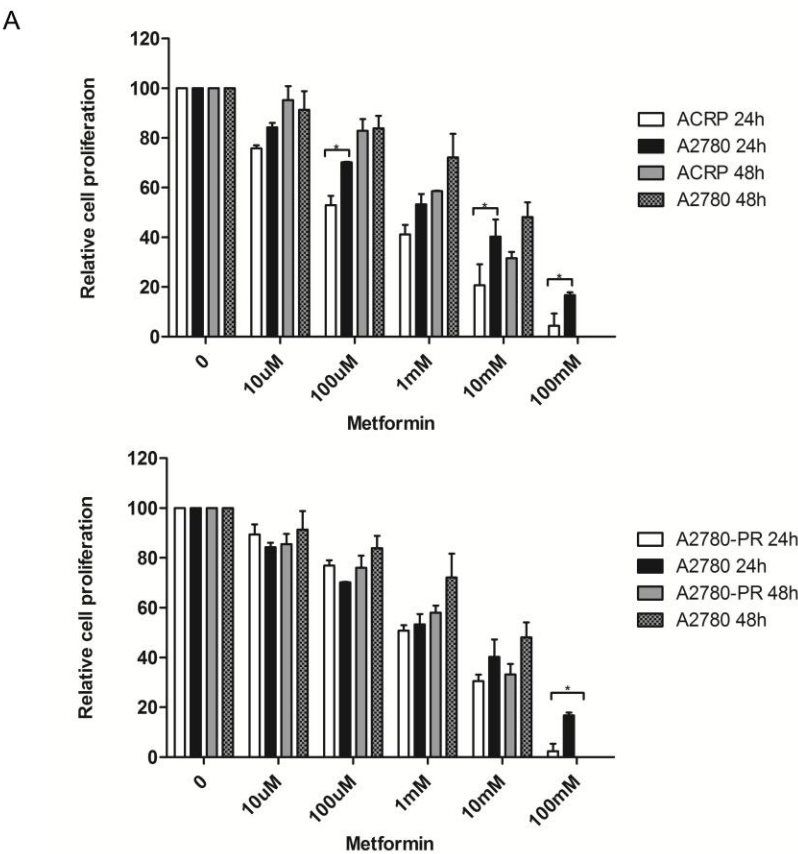 A
120
100
80
60
40
20
0
Relative cell proliferation
*
*
*
0
10uM
100uM
1mM
10mM
100mM
Metformin
ACRP 24h
A2780 24h
ACRP 48h
A2780 48h
120
100
80
60
40
20
0
Relative cell proliferation
*
0
10uM
100uM
1mM
10mM
100mM
Metformin
A2780-PR 24h
A2780 24h
A2780-PR 48h
A2780 48h